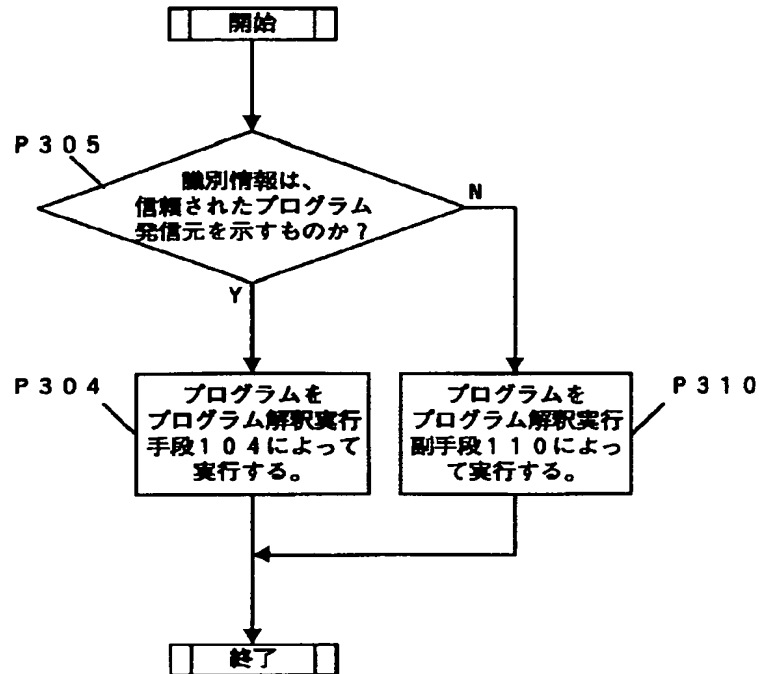 開始
P305
識別情報は、
信頼されたプログラム
発信元を示すものか?
N
Y
P304
プログラムを
プログラム解釈実行
手段104によって
実行する。
プログラムを
プログラム解釈実行
副手段110によっ
て実行する。
P310
終了